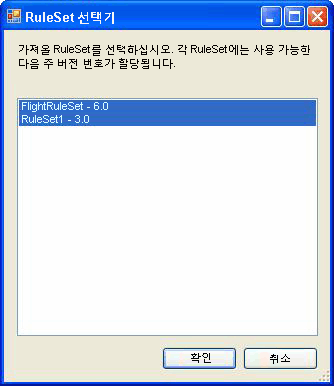 RuleSet 선택기
가져올 RuleSet를 선택하십시오. 각 RuleSet에는 사용 가능한
다음 주 버전 번호가 할당됩니다.
FlightRuleSet - 6.0
RuleSet1 - 3.0
확인
취소